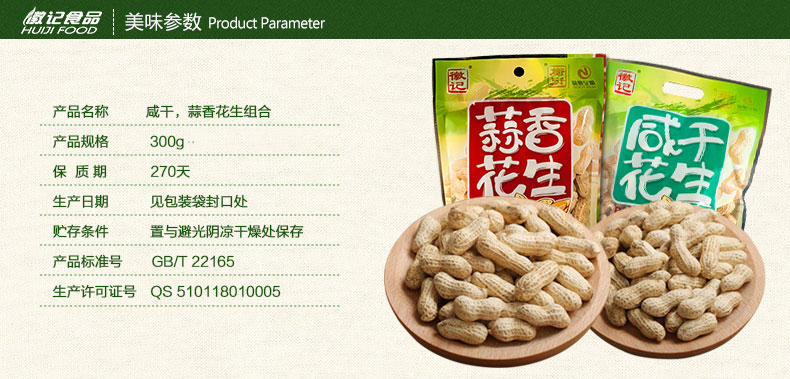 徽记食品
HUIJI FOOD
美味参数 Product Parameter
产品名称 咸干，蒜香花生组合
产品规格 300g
保 质 期 270天
生产日期 见包装袋封口处
贮存条件 置与避光阴凉干燥处保存
产品标准号 GB/T 22165
生产许可证号 QS 510118010005
徽记
蒜香花生
徽记
咸干花生